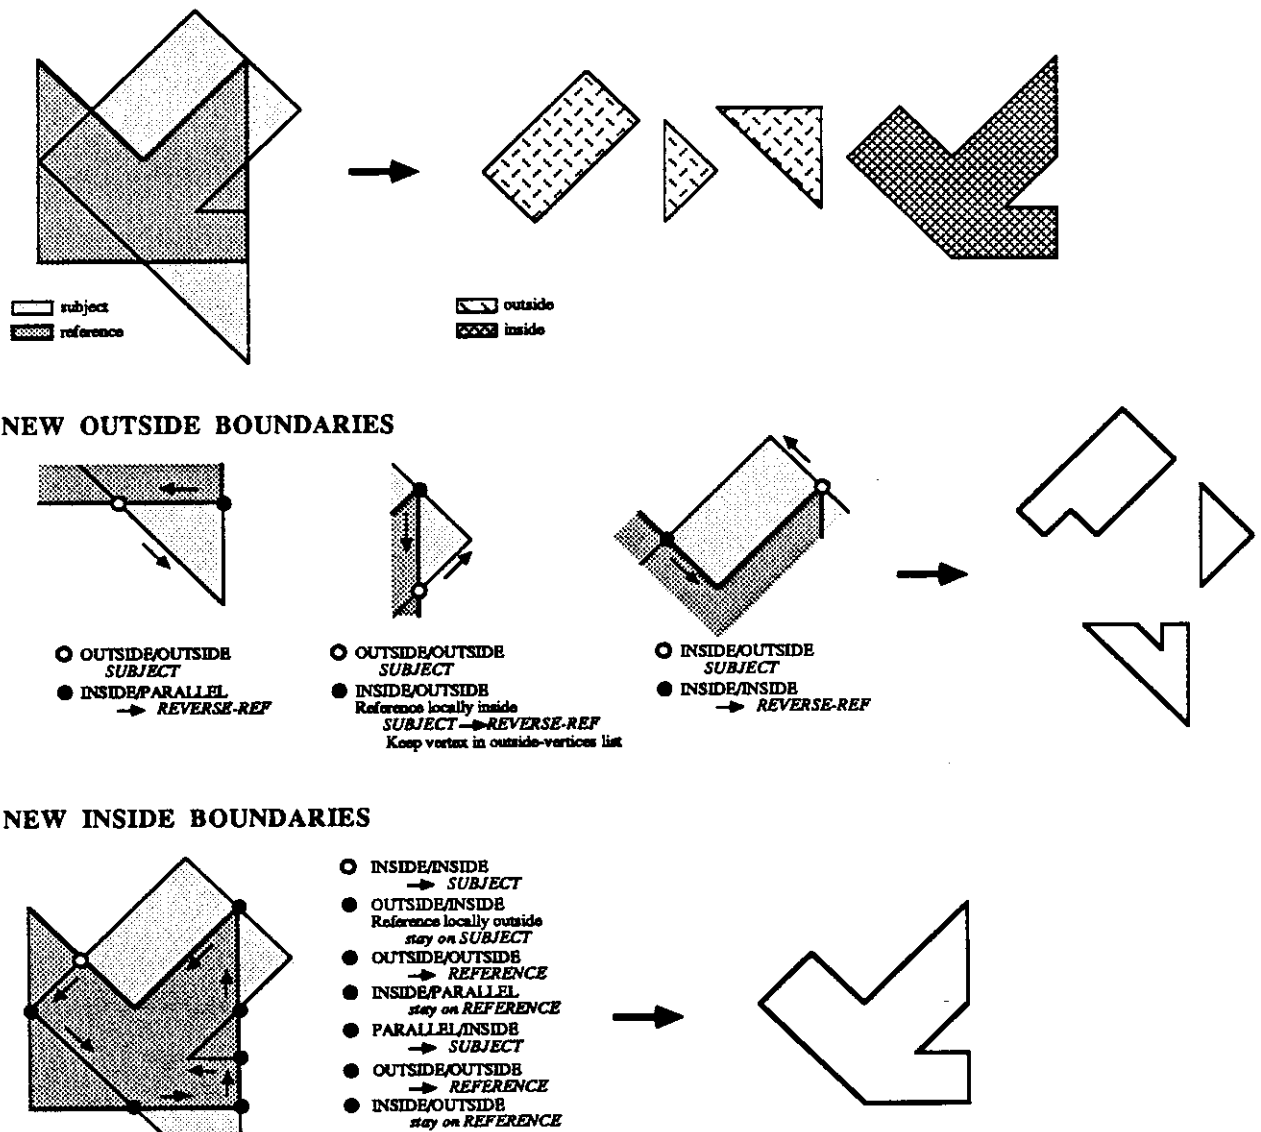 subject
reference
outside
inside
NEW OUTSIDE BOUNDARIES
OUTSIDE/OUTSIDE
SUBJECT
INSIDE/PARALLEL
REVERSE-REF
OUTSIDE/OUTSIDE
SUBJECT
INSIDE/OUTSIDE
Reference locally inside
SUBJECT REVERSE-REF
Keep vertex in outside-vertices list
INSIDE/OUTSIDE
SUBJECT
INSIDE/INSIDE
REVERSE-REF
NEW INSIDE BOUNDARIES
INSIDE/INSIDE
SUBJECT
OUTSIDE/INSIDE
Reference locally outside
stay on SUBJECT
OUTSIDE/OUTSIDE
REFERENCE
INSIDE/PARALLEL
stay on REFERENCE
PARALLEL/INSIDE
SUBJECT
OUTSIDE/OUTSIDE
REFERENCE
INSIDE/OUTSIDE
stay on REFERENCE